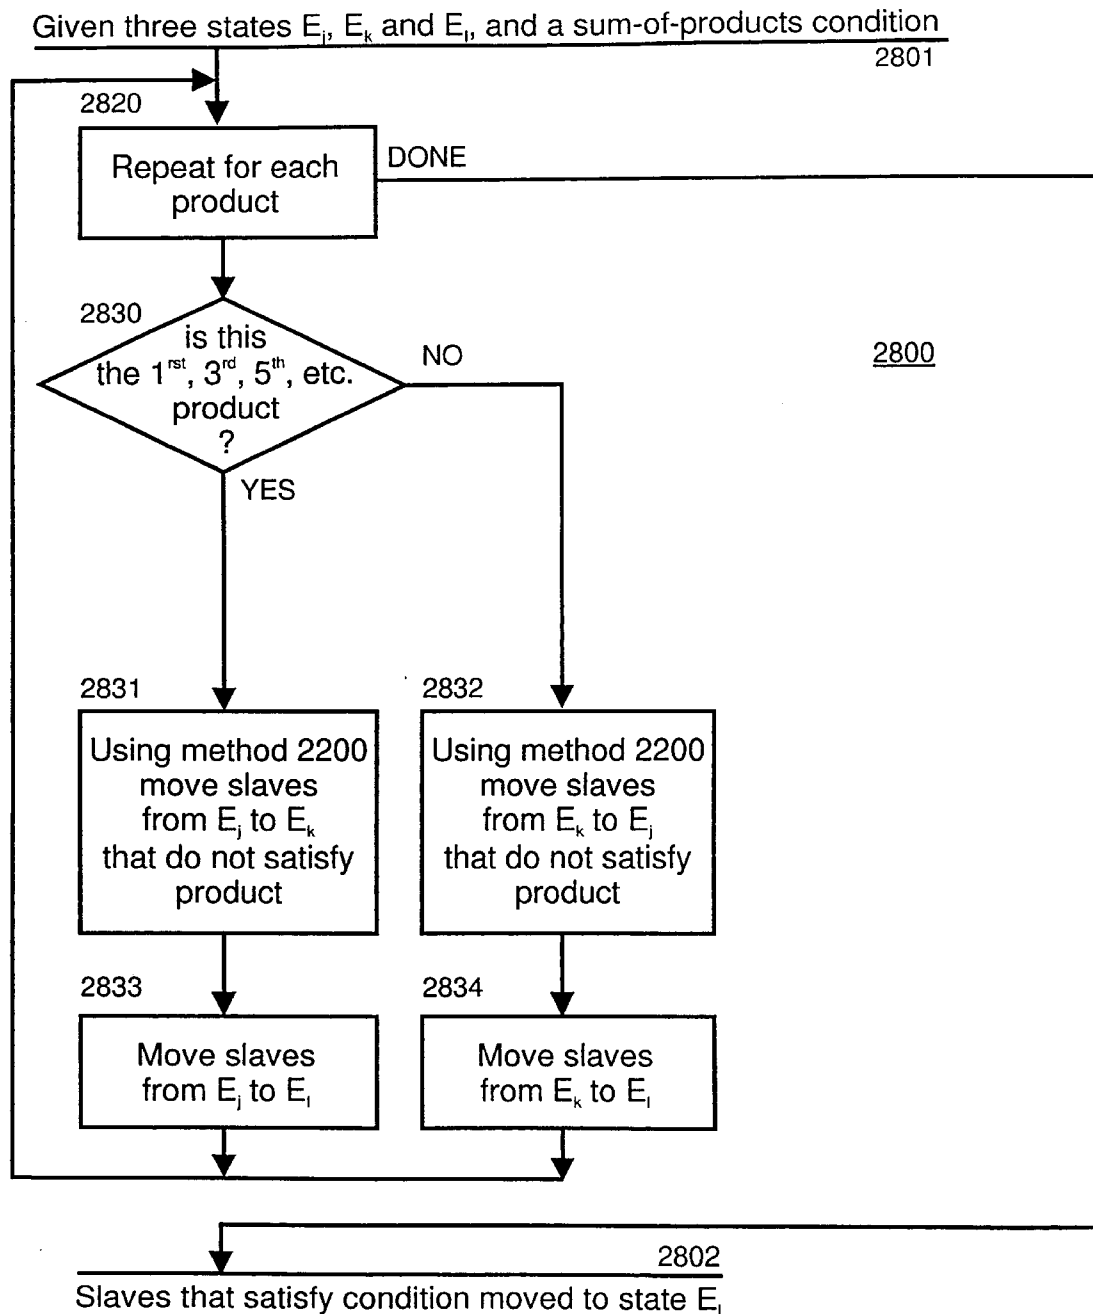 Given three states Ej, Ek and El, and a sum-of-products condition
2801
2820
Repeat for each
product
DONE
2830
is this
the 1rst, 3rd, 5th, etc.
product
?
NO
2800
YES
2831
Using method 2200
move slaves
from Ej to Ek
that do not satisfy
product
2832
Using method 2200
move slaves
from Ek to Ej
that do not satisfy
product
2833
Move slaves
from Ej to El
2834
Move slaves
from Ek to El
2802
Slaves that satisfy condition moved to state El